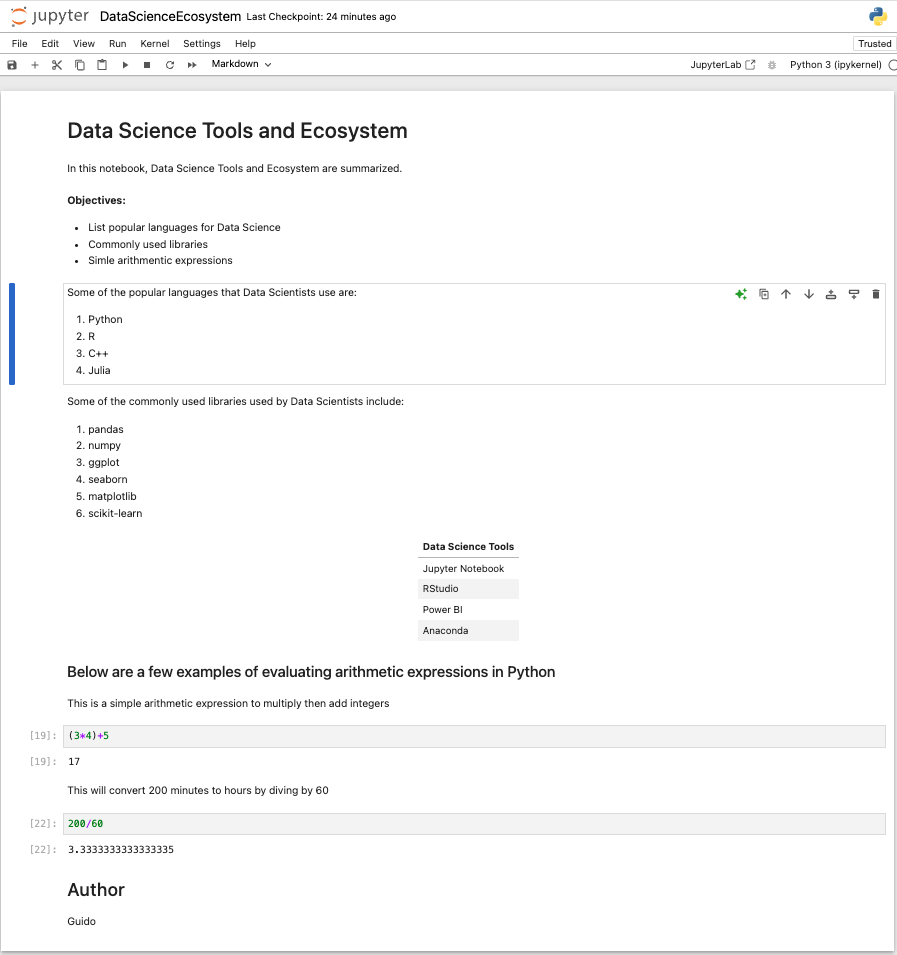 jupyter DataScienceEcosystem Last Checkpoint: 24 minutes ago
File Edit View Run Kernel Settings Help Trusted
Markdown JupyterLab Python 3 (ipykernel)
Data Science Tools and Ecosystem
In this notebook, Data Science Tools and Ecosystem are summarized.
Objectives:
• List popular languages for Data Science
• Commonly used libraries
• Simle arithmentic expressions
Some of the popular languages that Data Scientists use are:
1. Python
2. R
3. C++
4. Julia
Some of the commonly used libraries used by Data Scientists include:
1. pandas
2. numpy
3. ggplot
4. seaborn
5. matplotlib
6. scikit-learn
Data Science Tools
Jupyter Notebook
RStudio
Power BI
Anaconda
Below are a few examples of evaluating arithmetic expressions in Python
This is a simple arithmetic expression to multiply then add integers
[19]: (3*4)+5
[19]: 17
This will convert 200 minutes to hours by diving by 60
[22]: 200/60
[22]: 3.3333333333333335
Author
Guido